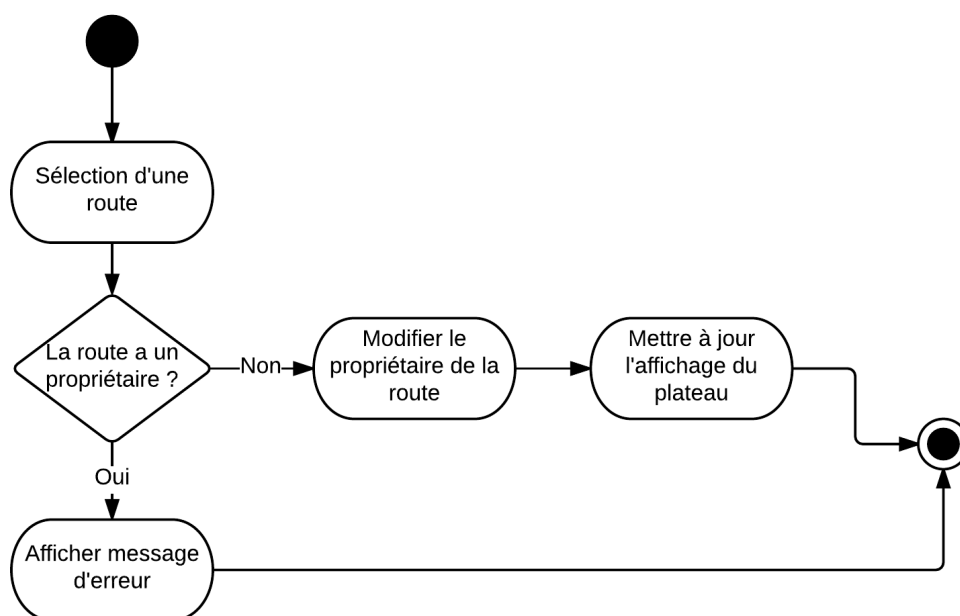 Sélection d'une
route
La route a un
propriétaire ?
Non
Modifier le
propriétaire de la
route
Mettre à jour
l'affichage du
plateau
Oui
Afficher message
d'erreur